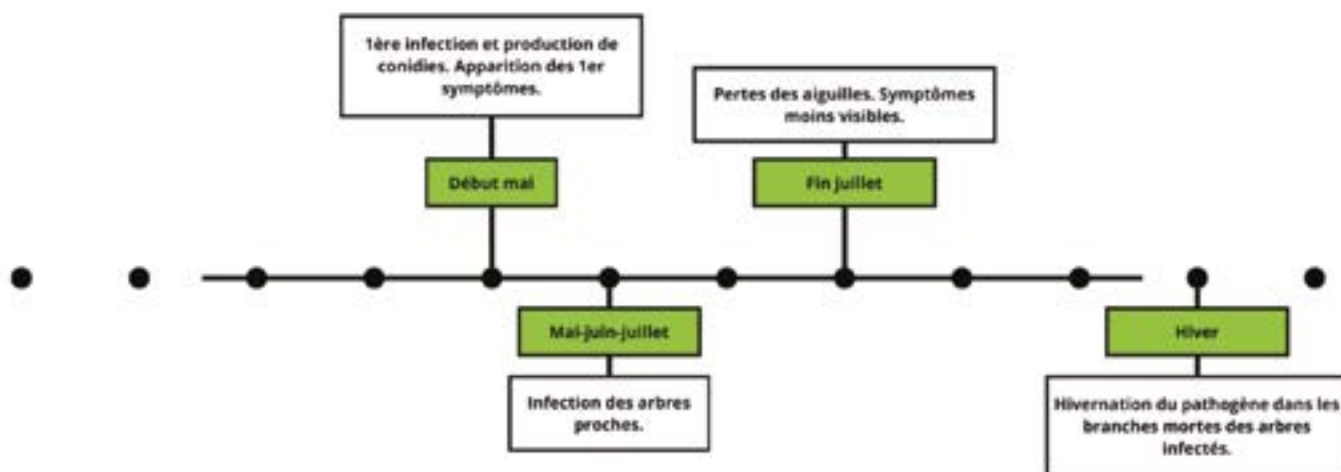 1ère infection et production de
conidies. Apparition des 1er
symptômes.
Début mai
Pertes des aiguilles. Symptômes
moins visibles.
Fin juillet
Mai-juin-juillet
Infection des arbres
proches.
Hiver
Hivernation du pathogène dans les
branches mortes des arbres
infectés.